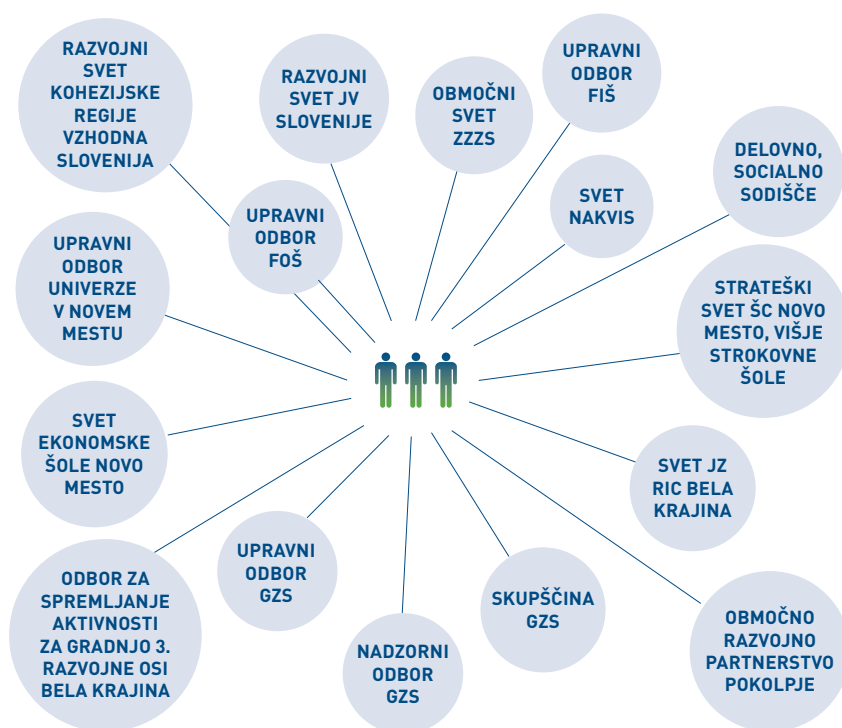 RAZVOJNI
SVET
KOHEZIJSKE
REGIJE
VZHODNA
SLOVENIJA
RAZVOJNI
SVET JV
SLOVENIJE
OBMOČNI
SVET
ZZZS
UPRAVNI
ODBOR
FIŠ
DELOVNO,
SOCIALNO
SODIŠČE
UPRAVNI
ODBOR
FOŠ
SVET
NAKVIS
UPRAVNI
ODBOR
UNIVERZE
V NOVEM
MESTU
STRATEŠKI
SVET ŠC NOVO
MESTO, VIŠJE
STROKOVNE
ŠOLE
SVET
EKONOMSKE
ŠOLE NOVO
MESTO
SVET JZ
RIC BELA
KRAJINA
ODBOR ZA
SPREMLJANJE
AKTIVNOSTI
ZA GRADNJO 3.
RAZVOJNE OSI
BELA KRAJINA
UPRAVNI
ODBOR
GZS
NADZORNI
ODBOR
GZS
SKUPŠČINA
GZS
OBMOČNO
RAZVOJNO
PARTNERSTVO
POKOLPJE